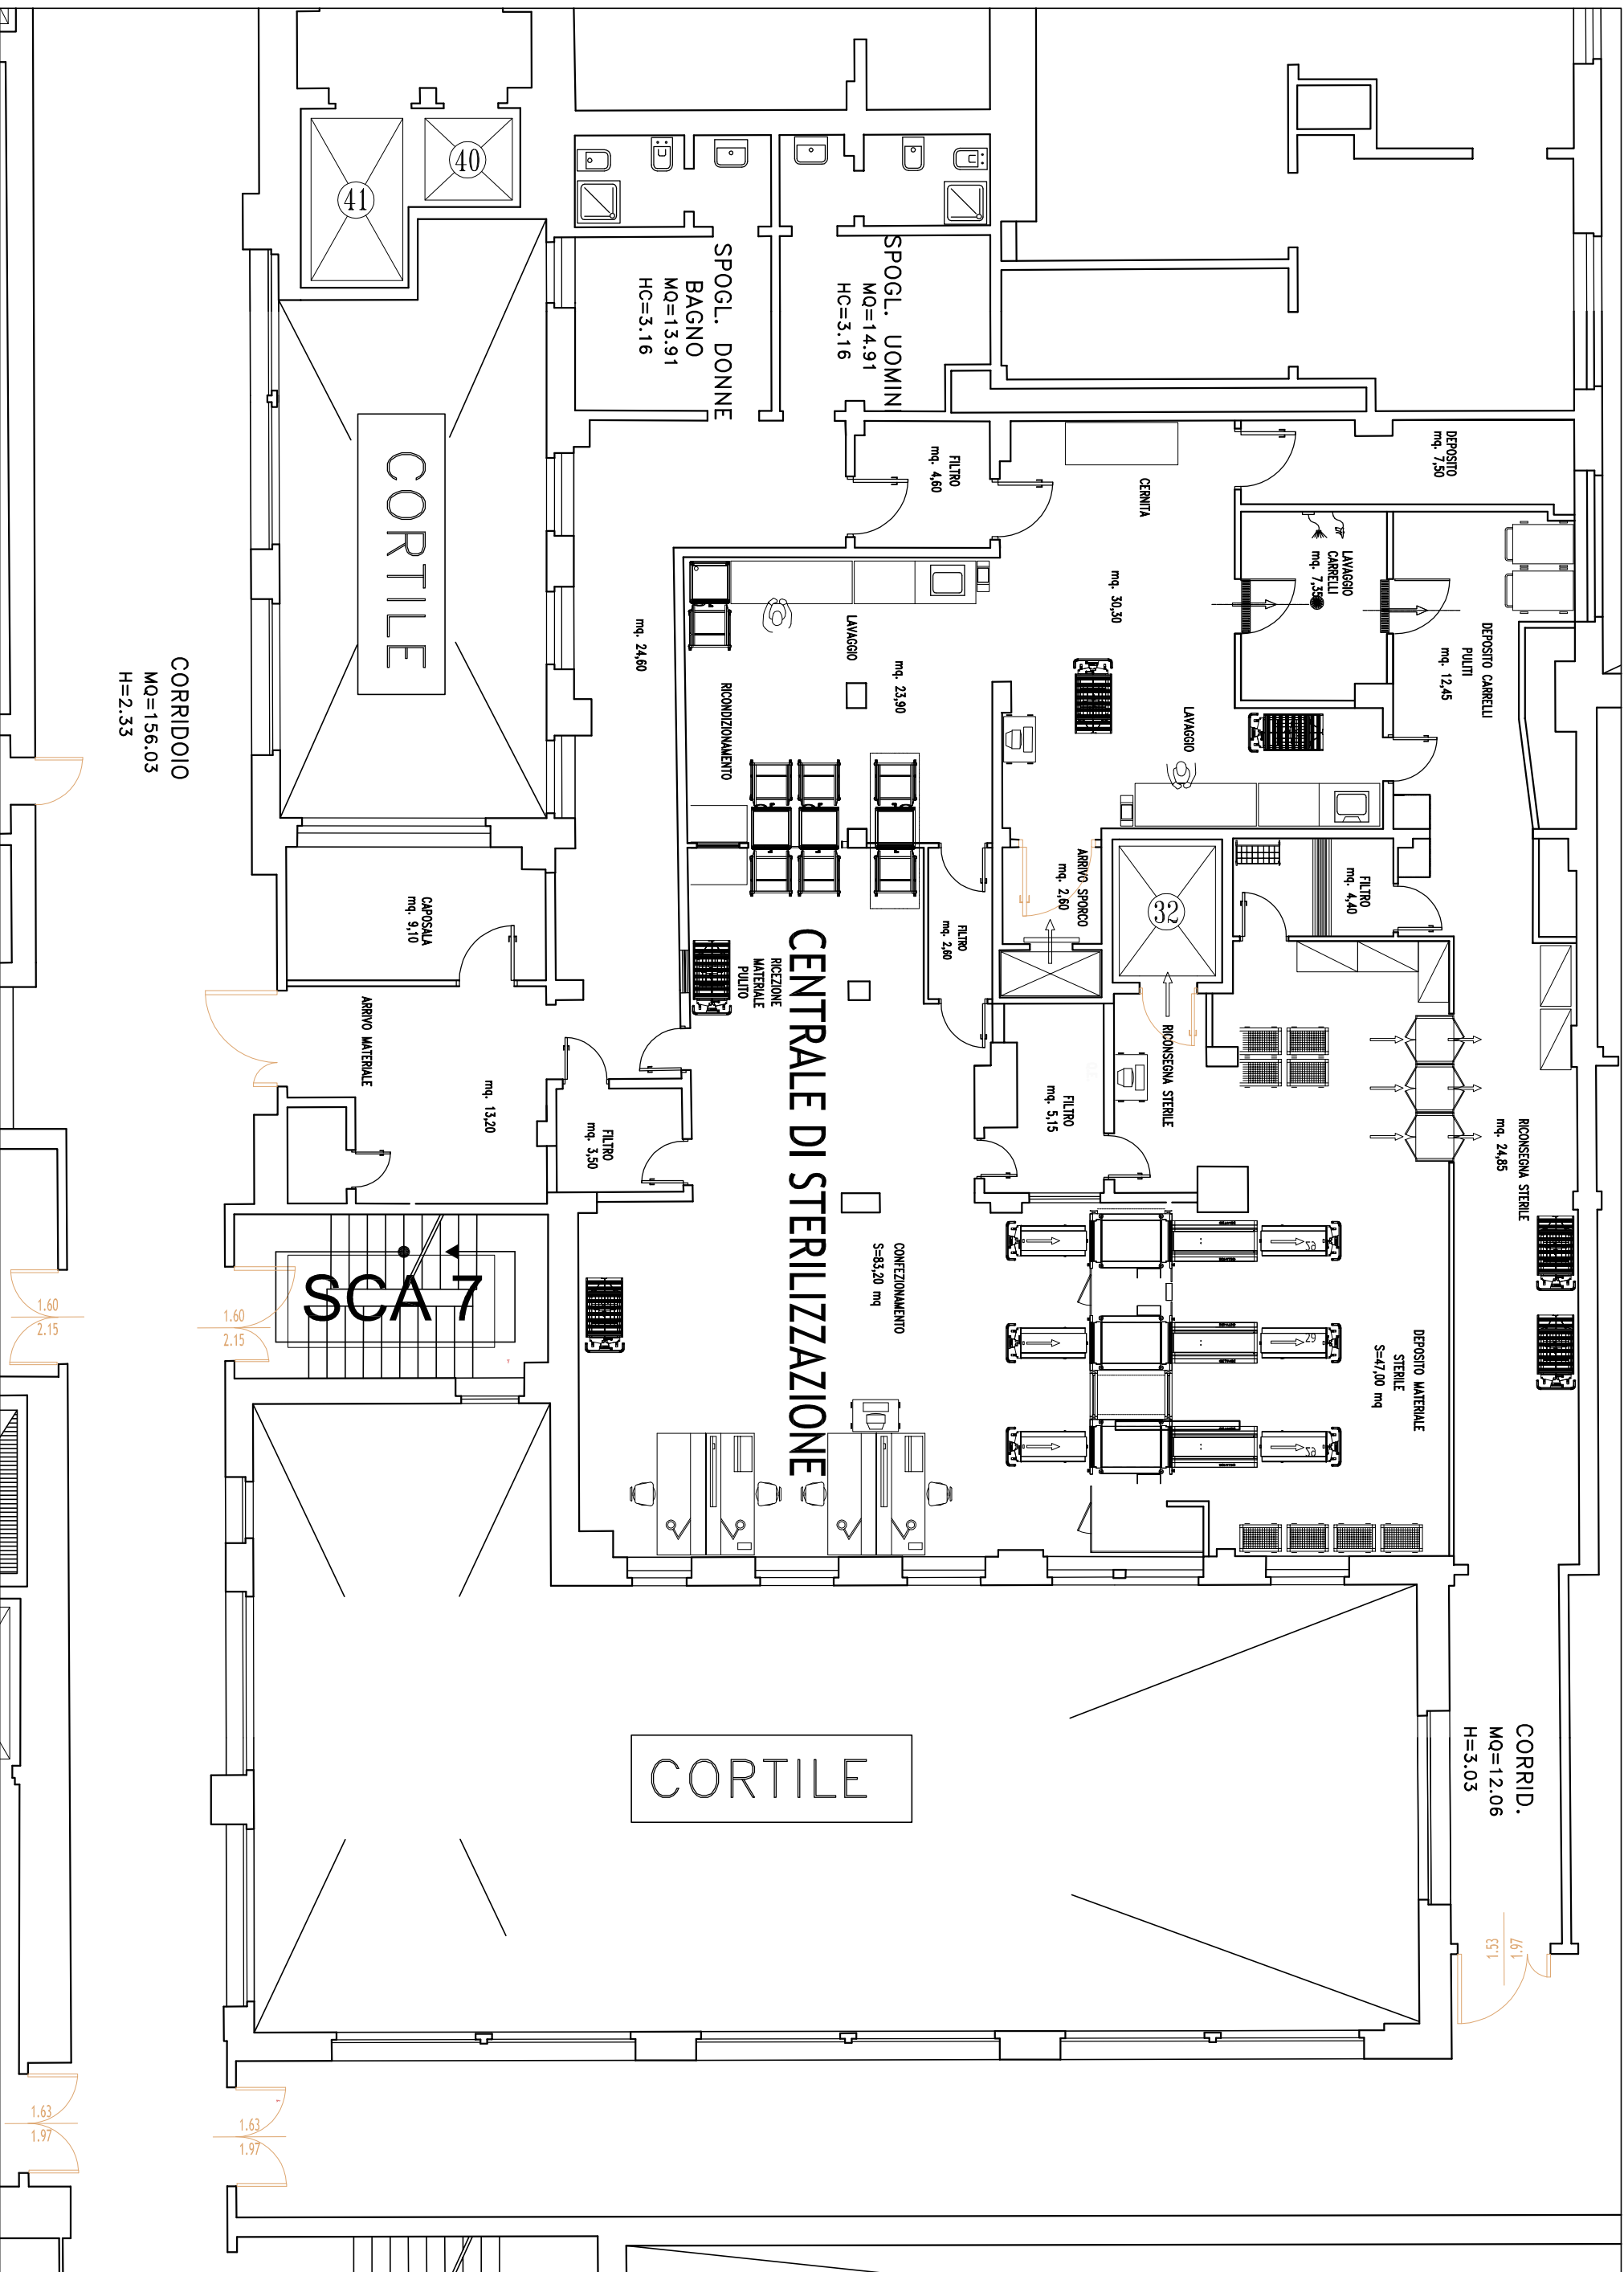 40
41
SPOGL. DONNE
BAGNO
MQ=13.91
HC=3.16
SPOGL. UOMINI
MQ=14.91
HC=3.16
CORTILE
CORRIDOIO
MQ=156.03
H=2.33
FILTRO
mq. 4,60
CERNITA
mq. 30,30
DEPOSITO
mq. 7,50
LAVAGGIO
CARRELLI
mq. 7,35
DEPOSITO CARRELLI
PULITI
mq. 12,45
mq. 24,60
LAVAGGIO
mq. 23,90
RICONDIZIONAMENTO
LAVAGGIO
ARRIVO SPORCO
mq. 2,60
32
FILTRO
mq. 4,40
FILTRO
mq. 2,60
CAPOSALA
mq. 9,10
ARRIVO MATERIALE
mq. 13,20
RICEZIONE
MATERIALE
PULITO
CENTRALE DI STERILIZZAZIONE
FILTRO
mq. 3,50
FILTRO
mq. 5,15
RICONSEGNA STERILE
RICONSEGNA STERILE
mq. 24,85
CONFEZIONAMENTO
S=83,20 mq
DEPOSITO MATERIALE
STERILE
S=47,00 mq
29
29
29
SCA 7
1.60
2.15
1.60
2.15
CORTILE
CORRID.
MQ=12.06
H=3.03
1.97
1.53
1.63
1.97
1.63
1.97